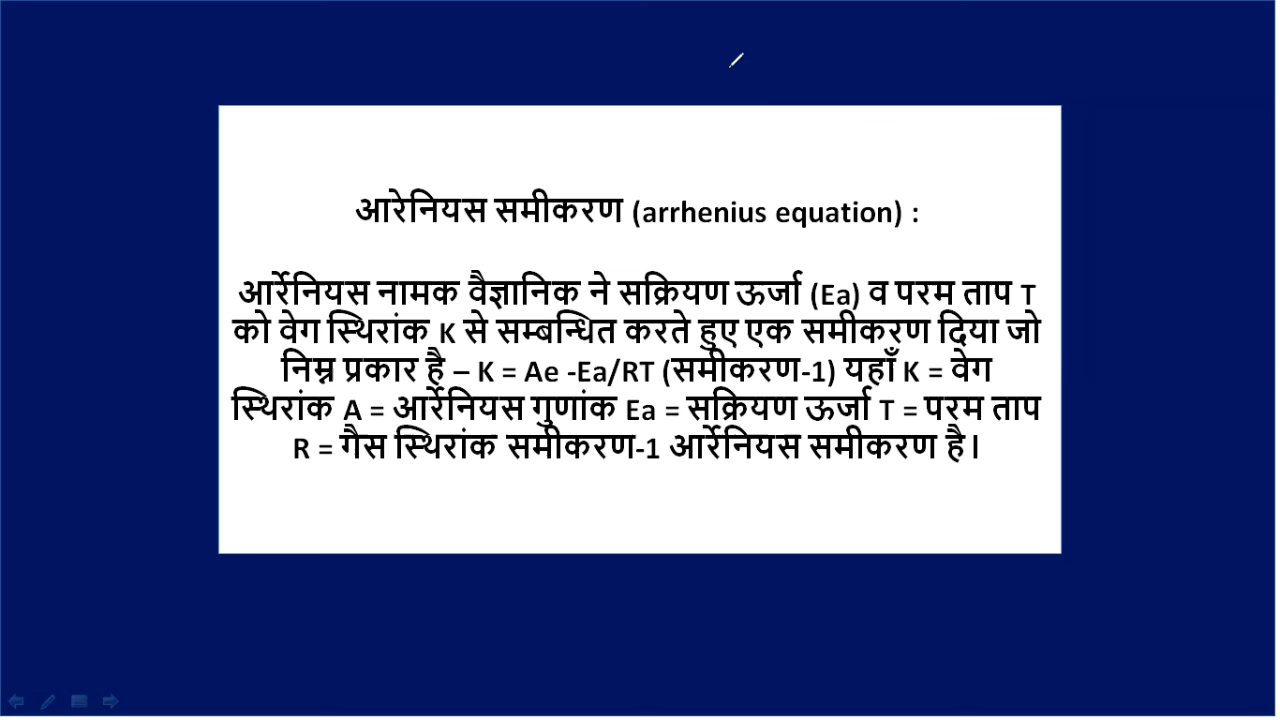 आरेनियस समीकरण (arrhenius equation) :
आर्रेनियस नामक वैज्ञानिक ने सक्रियण ऊर्जा (Ea) व परम ताप T
को वेग स्थिरांक K से सम्बन्धित करते हुए एक समीकरण दिया जो
निम्न प्रकार है – K = Ae -Ea/RT (समीकरण-1) यहाँ K = वेग
स्थिरांक A = आर्रेनियस गुणांक Ea = सक्रियण ऊर्जा T = परम ताप
R = गैस स्थिरांक समीकरण-1 आर्रेनियस समीकरण है।